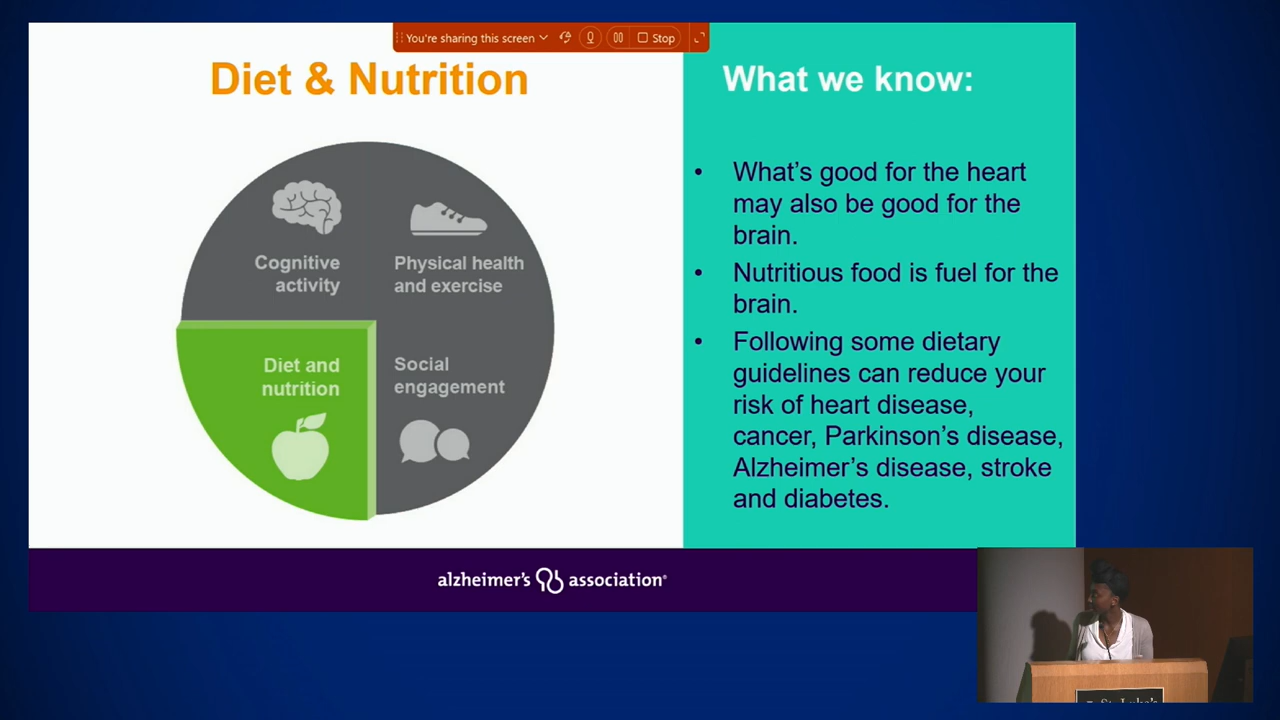 You're sharing this screen
Stop
Diet & Nutrition
Cognitive
activity
Physical health
and exercise
Diet and
nutrition
Social
engagement
What we know:
• What's good for the heart
may also be good for the
brain.
• Nutritious food is fuel for the
brain.
• Following some dietary
guidelines can reduce your
risk of heart disease,
cancer, Parkinson's disease,
Alzheimer's disease, stroke
and diabetes.
alzheimer's association®
St. Luke's